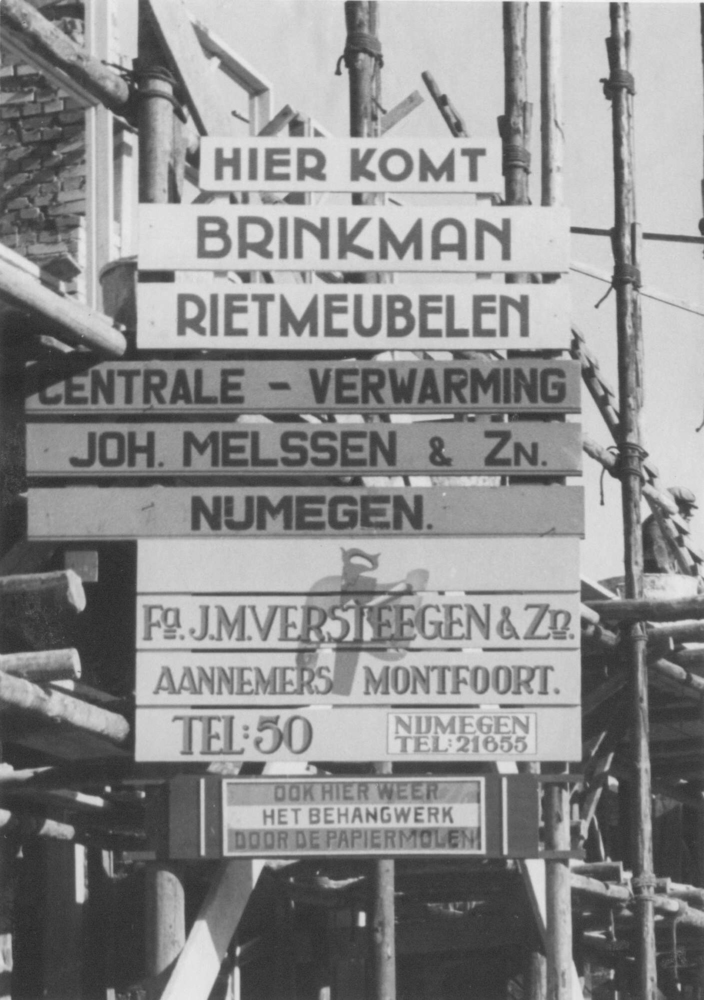 HIER KOMT
BRINKMAN
RIETMEUBELEN
CENTRALE - VERWARMING
JOH. MELSSEN & ZN.
NIJMEGEN.
Fa. J.M. VERSTEEGEN & Zn.
AANNEMERS MONTFOORT.
TEL: 50
NIJMEGEN
TEL: 21655
OOK HIER WEER
HET BEHANGWERK
DOOR DE PAPIERMOLEN